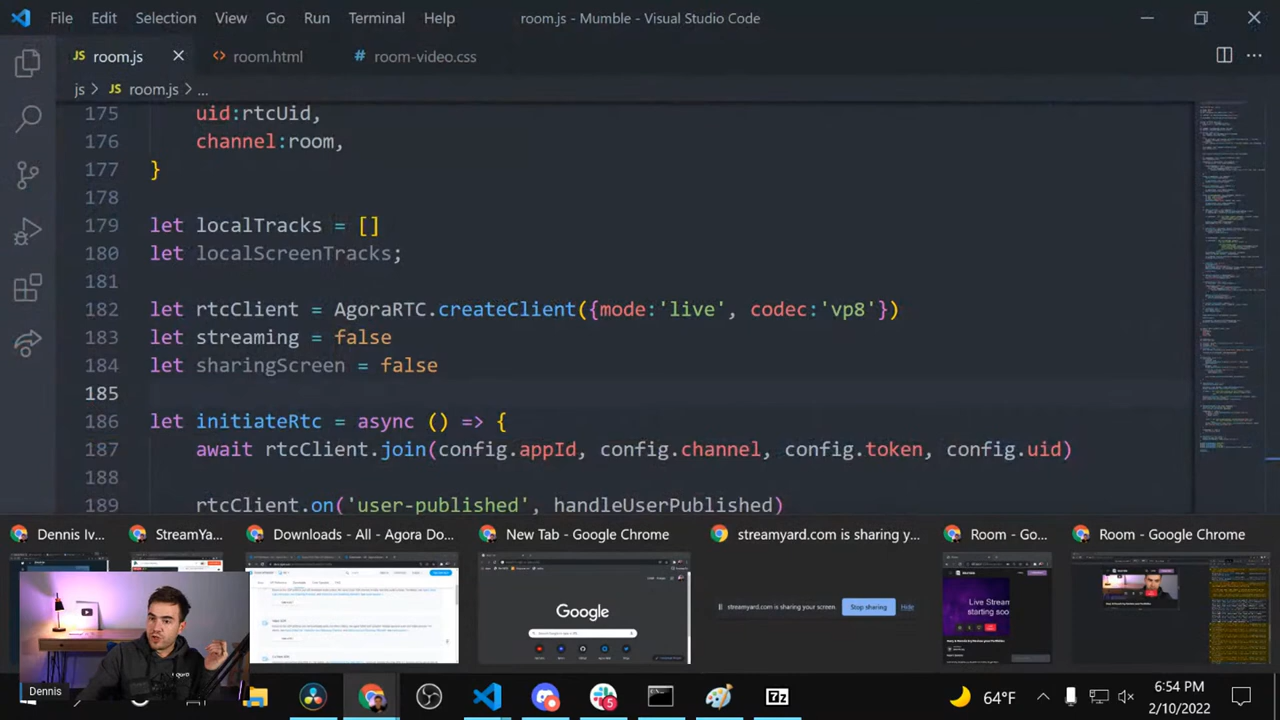 File Edit Selection View Go Run Terminal Help room.js - Mumble - Visual Studio Code
JS room.js room.html # room-video.css
js > JS room.js > ...
175 uid:rtcUid,
176 channel:room,
177 }
178
179 let localTracks = []
180 let localScreenTracks;
181
182 let rtcClient = AgoraRTC.createClient({mode:'live', codec:'vp8'})
183 let streaming = false
184 let sharingScreen = false
185
186 let initiateRtc = async () => {
187 await rtcClient.join(config.appId, config.channel, config.token, config.uid)
188
189 rtcClient.on('user-published', handleUserPublished)
Dennis Iv... StreamYa... Downloads - All - Agora Do... New Tab - Google Chrome streamyard.com is sharing y... Room - Go... Room - Google Chrome
Google
streamyard.com is sharing your screen. Stop sharing Hide
Live Stream
starting soo
Dennis
5
7z
64°F
6:54 PM
2/10/2022